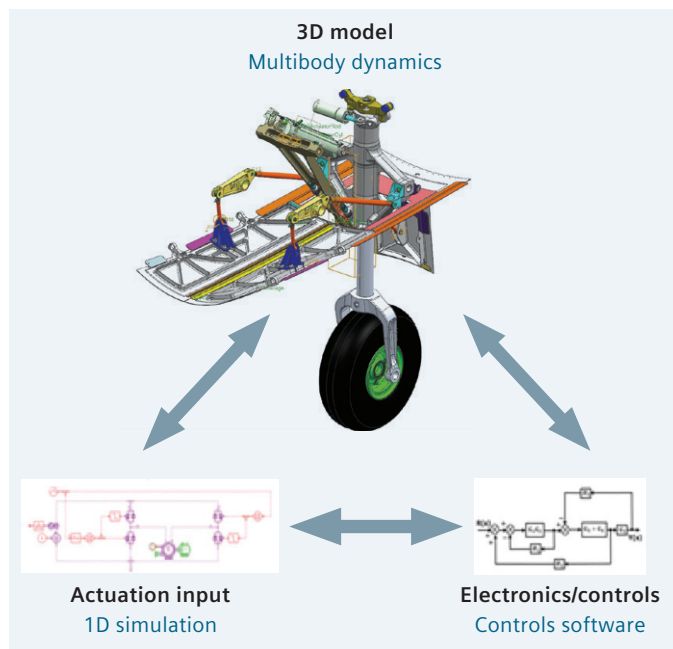 3D model
Multibody dynamics
Actuation input
1D simulation
Electronics/controls
Controls software